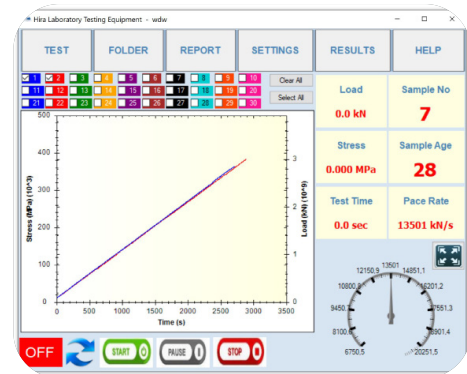 Hira Laboratory Testing Equipment - wdw
TEST FOLDER REPORT SETTINGS RESULTS HELP
1 2 3 4 5 6 7 8 9 10 Clear All
11 12 13 14 15 16 17 18 19 20 Select All
21 22 23 24 25 26 27 28 29 30
Load
0.0 kN
Sample No
7
Stress
0.000 MPa
Sample Age
28
Test Time
0.0 sec
Pace Rate
13501 kN/s
Stress (MPa) (10^3)
500
400
300
200
100
0
Load (kN) (10^9)
3
2
1
0
0 500 1000 1500 2000 2500 3000 3500
Time (s)
13501
12150,9 14851,1
10800,8 16201,2
9450, 17551,3
8100,6 18901,4
6750,5 20251,5
OFF START PAUSE STOP